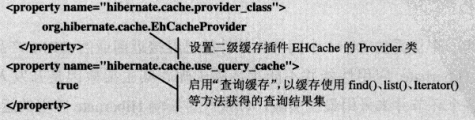 <property name="hibernate.cache.provider_class">
org.hibernate.cache.EhCacheProvider
</property>
设置二级缓存插件 EHCache 的 Provider 类
<property name="hibernate.cache.use_query_cache">
true
启用“查询缓存”,以缓存使用 find()、list()、Iterator()
</property>
等方法获得的查询结果集